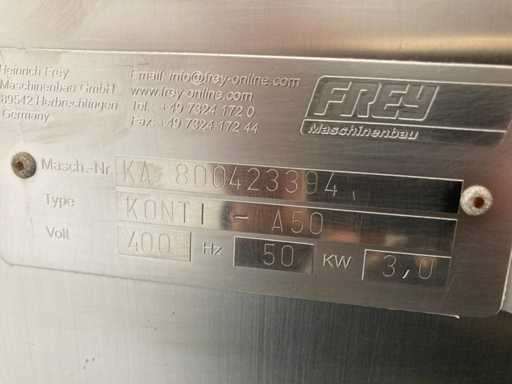 Heinrich Frey
Maschinenbau GmbH
89542 Herbrechtingen
Germany
Email info@frey-online.com
www.frey-online.com
Tel. +49 7324 172 0
Fax +49 7324 172 44
FREY
Maschinenbau
Masch.-Nr. KA 800423394
Type KONTI - A50
Volt 400 Hz 50 KW 3,0